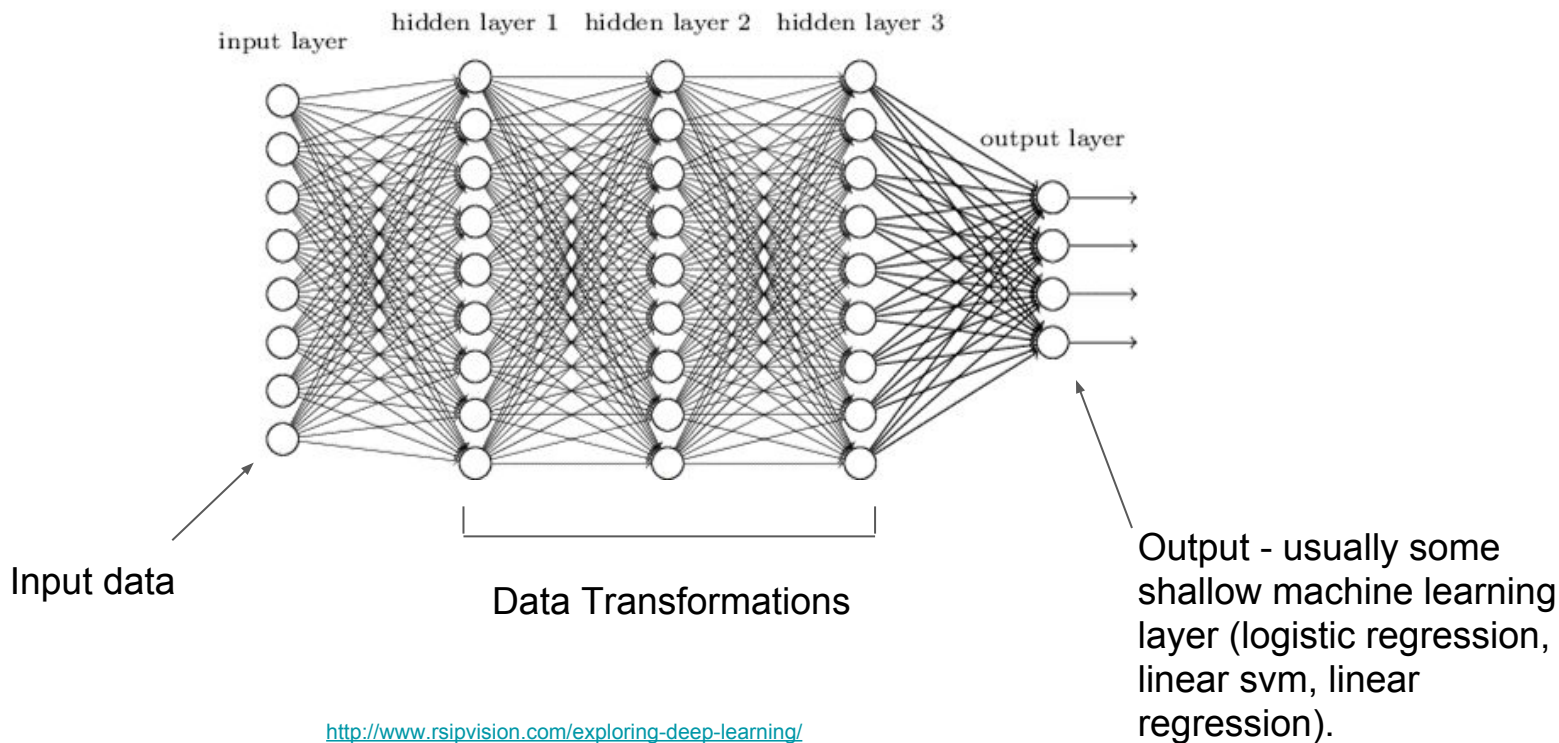 hidden layer 1 hidden layer 2 hidden layer 3
input layer
output layer
Input data
Data Transformations
Output - usually some
shallow machine learning
layer (logistic regression,
linear svm, linear
regression).
http://www.rsipvision.com/exploring-deep-learning/